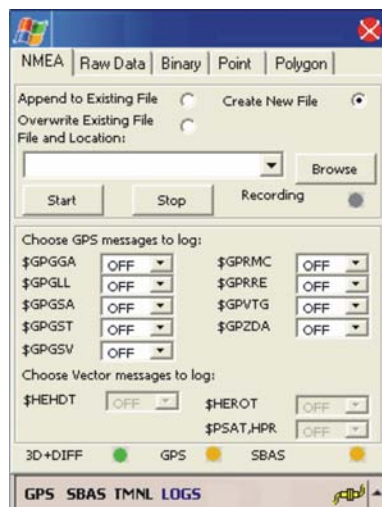 NMEA Raw Data Binary Point Polygon
Append to Existing File Create New File
Overwrite Existing File
File and Location:
Browse
Start Stop Recording
Choose GPS messages to log:
$GPGGA OFF $GPRMC OFF
$GPGLL OFF $GPRRE OFF
$GPGSA OFF $GPVTG OFF
$GPGST OFF $GPZDA OFF
$GPGSV OFF
Choose Vector messages to log:
$HEHDT OFF $HEROT OFF
$PSAT,HPR OFF
3D+DIFF GPS SBAS
GPS SBAS TMNL LOGS